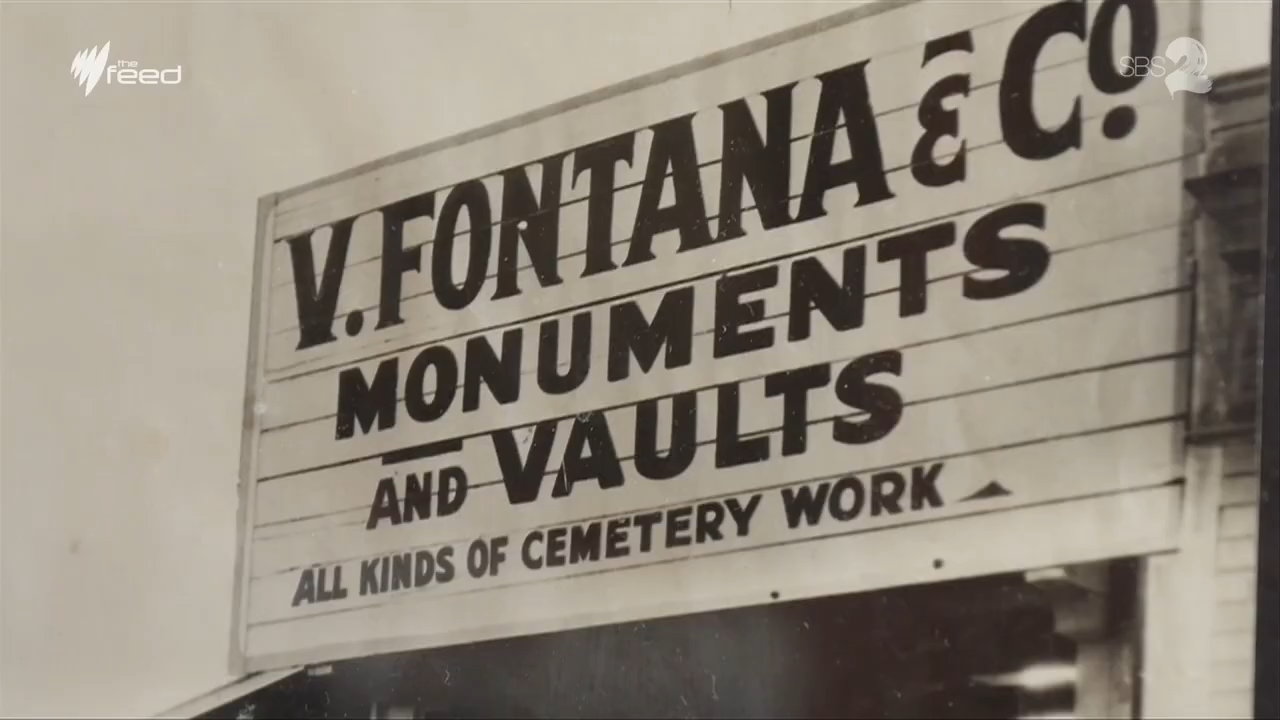 the feed
SBS 2
V. FONTANA & Co.
MONUMENTS
AND VAULTS
ALL KINDS OF CEMETERY WORK